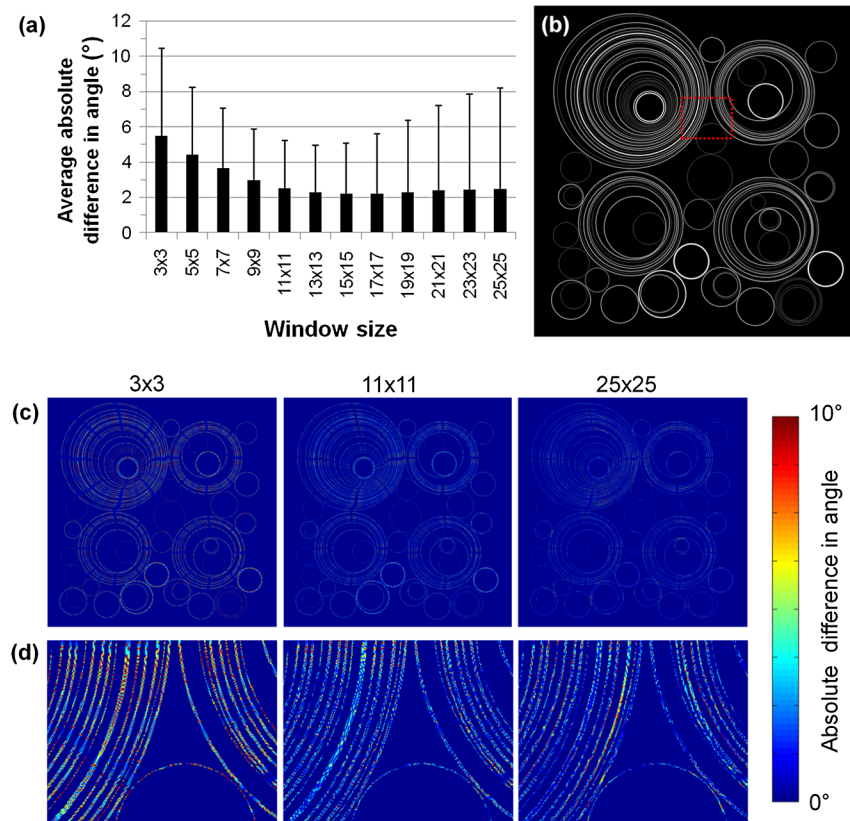 (a)
Average absolute
difference in angle (°)
12
10
8
6
4
2
0
3x3
5x5
7x7
9x9
11x11
13x13
15x15
17x17
19x19
21x21
23x23
25x25
Window size
(b)
3x3
11x11
25x25
(c)
(d)
10°
Absolute difference in angle
0°